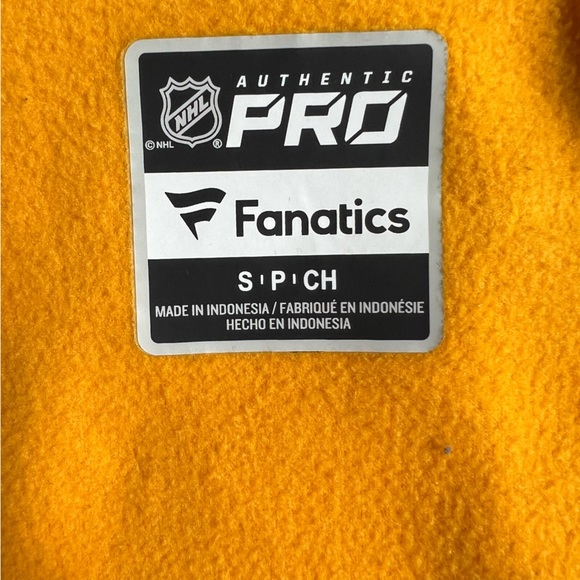 AUTHENTIC
NHL PRO
© NHL ®
Fanatics
S P CH
MADE IN INDONESIA / FABRIQUÉ EN INDONÉSIE
HECHO EN INDONESIA